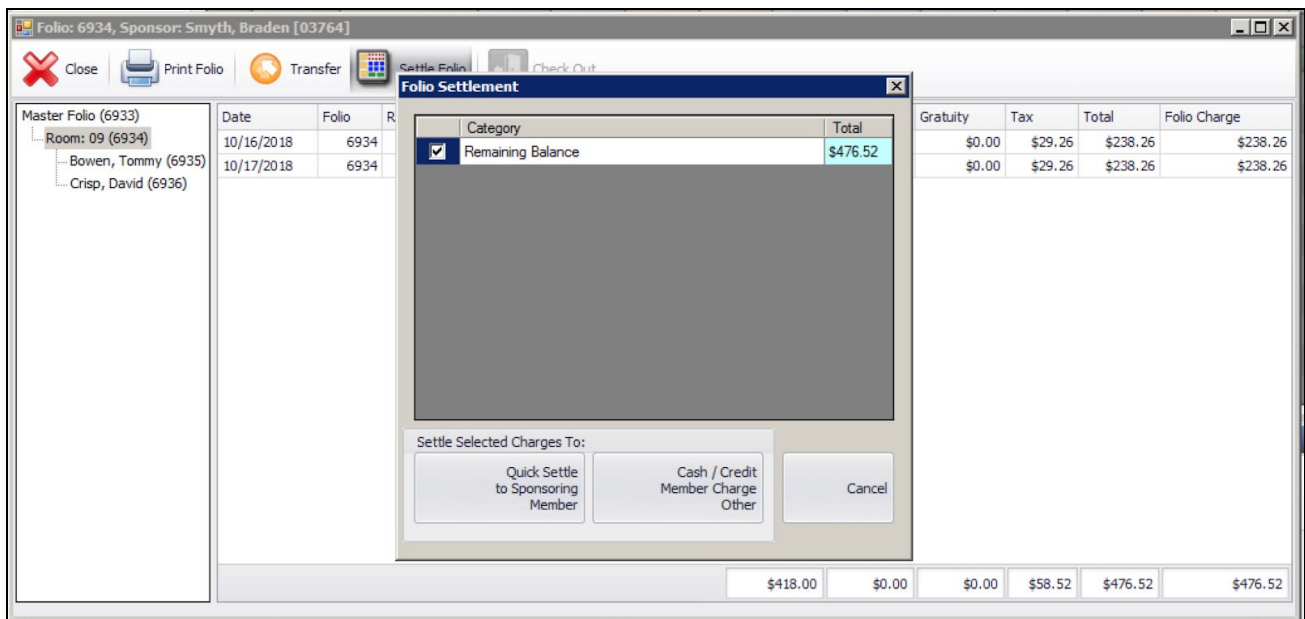 Folio: 6934, Sponsor: Smyth, Braden [03764]
Close Print Folio Transfer Settle Folio Check Out
Folio Settlement
Master Folio (6933)
Room: 09 (6934)
Bowen, Tommy (6935)
Crisp, David (6936)
Date Folio R Gratuity Tax Total Folio Charge
10/16/2018 6934 $0.00 $29.26 $238.26 $238.26
10/17/2018 6934 $0.00 $29.26 $238.26 $238.26
Category Total
Remaining Balance $476.52
Settle Selected Charges To:
Quick Settle
to Sponsoring
Member
Cash / Credit
Member Charge
Other
Cancel
$418.00 $0.00 $0.00 $58.52 $476.52 $476.52